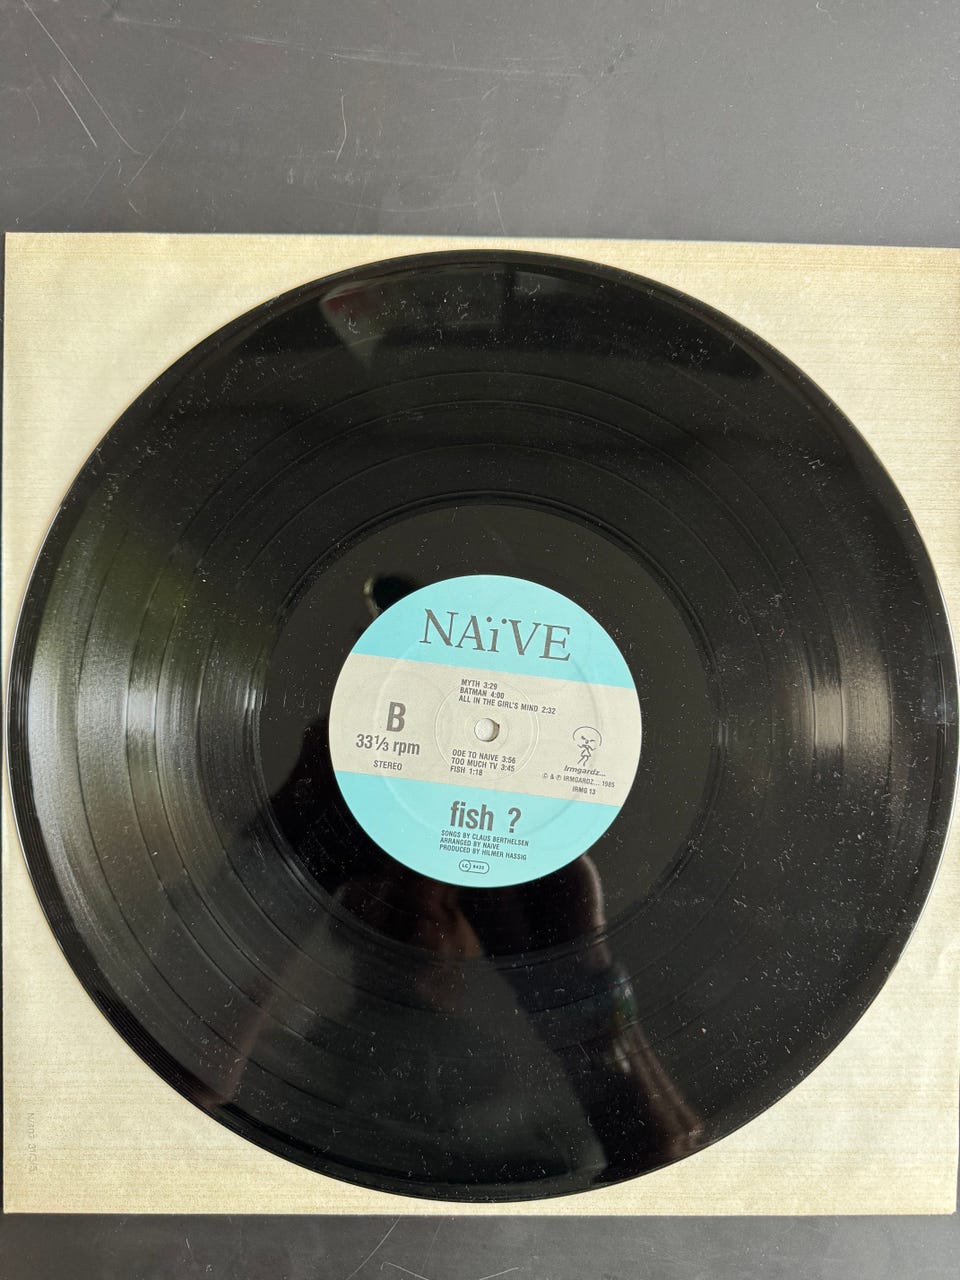 NAïVE
MYTH 3:29
BATMAN 4:00
ALL IN THE GIRL'S MIND 2:32
B
33⅓ rpm
STEREO
ODE TO NAIVE 3:56
TOO MUCH TV 3:45
FISH 1:18
Irmgardz...
© & ℗ IRMGARDZ... 1985
IRMG 13
fish ?
SONGS BY CLAUS BERTHELSEN
ARRANGED BY NAIVE
PRODUCED BY HILMER HASSIG
LC 8435